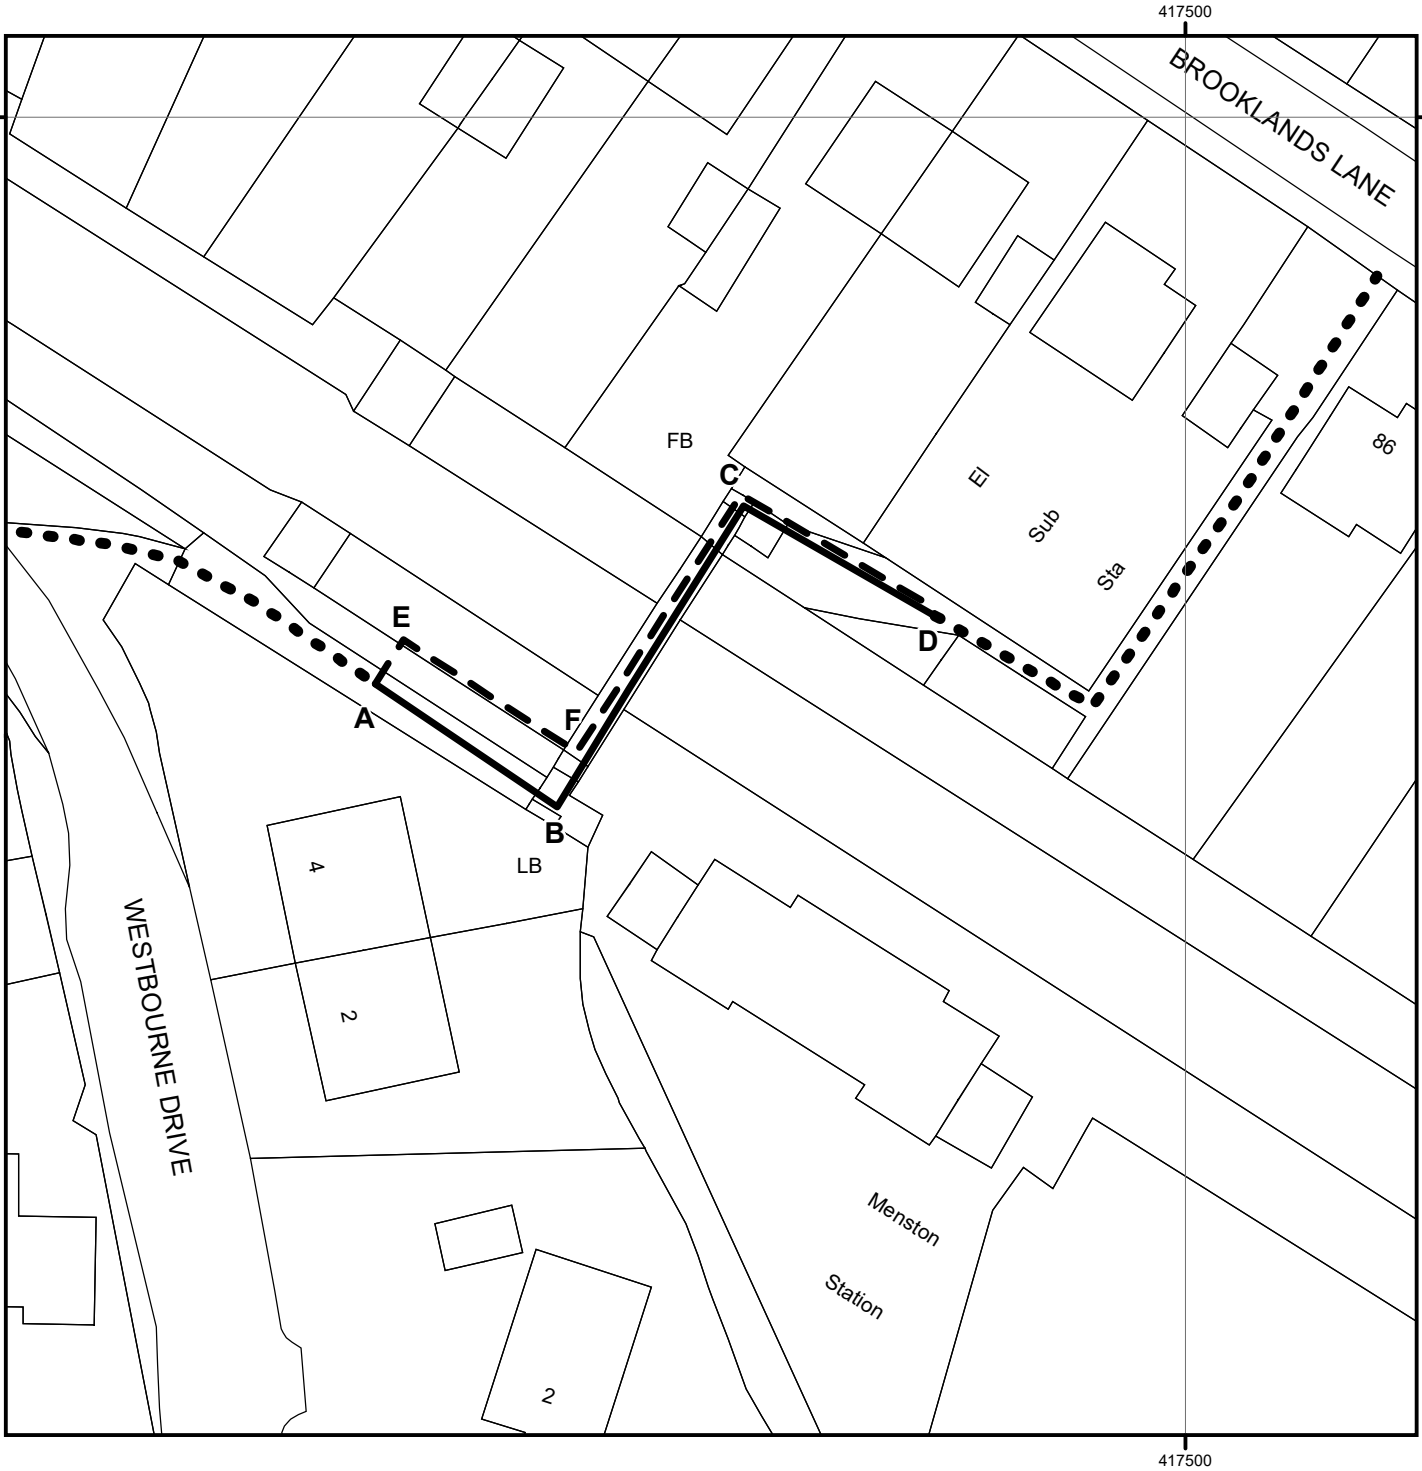 417500
BROOKLANDS LANE
FB
86
C
El
Sub
Sta
E
D
A
F
B
LB
4
WESTBOURNE DRIVE
2
Menston
Station
2
417500